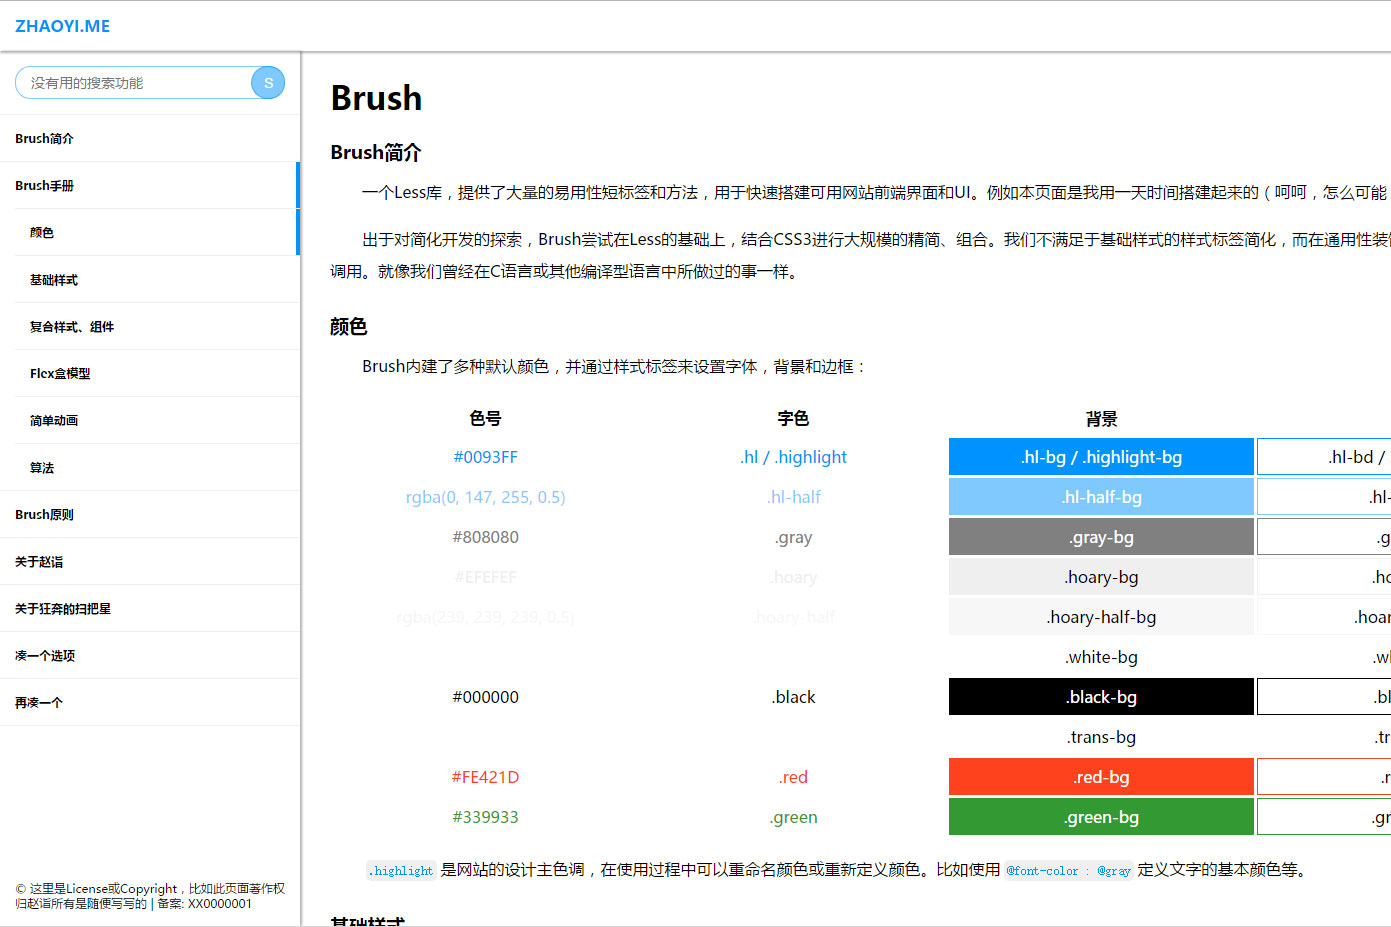 ZHAOYI.ME
没有用的搜索功能 S
Brush简介
Brush手册
颜色
基础样式
复合样式、组件
Flex盒模型
简单动画
算法
Brush原则
关于赵诣
关于狂奔的扫把星
凑一个选项
再凑一个
© 这里是License或Copyright，比如此页面著作权
归赵诣所有是随便写写的 | 备案: XX0000001
Brush
Brush简介
一个Less库，提供了大量的易用性短标签和方法，用于快速搭建可用网站前端界面和UI。例如本页面是我用一天时间搭建起来的（呵呵，怎么可能
出于对简化开发的探索，Brush尝试在Less的基础上，结合CSS3进行大规模的精简、组合。我们不满足于基础样式的样式标签简化，而在通用性装
调用。就像我们曾经在C语言或其他编译型语言中所做过的事一样。
颜色
Brush内建了多种默认颜色，并通过样式标签来设置字体，背景和边框：
色号 字色 背景
#0093FF .hl / .highlight .hl-bg / .highlight-bg .hl-bd /
rgba(0, 147, 255, 0.5) .hl-half .hl-half-bg .hl-
#808080 .gray .gray-bg .g
#EFEFEF .hoary .hoary-bg .ho
rgba(239, 239, 239, 0.5) .hoary-half .hoary-half-bg .hoar
.white-bg .w
#000000 .black .black-bg .bl
.trans-bg .tr
#FE421D .red .red-bg .r
#339933 .green .green-bg .gr
.highlight 是网站的设计主色调，在使用过程中可以重命名颜色或重新定义颜色。比如使用 @font-color : @gray 定义文字的基本颜色等。
基础样式